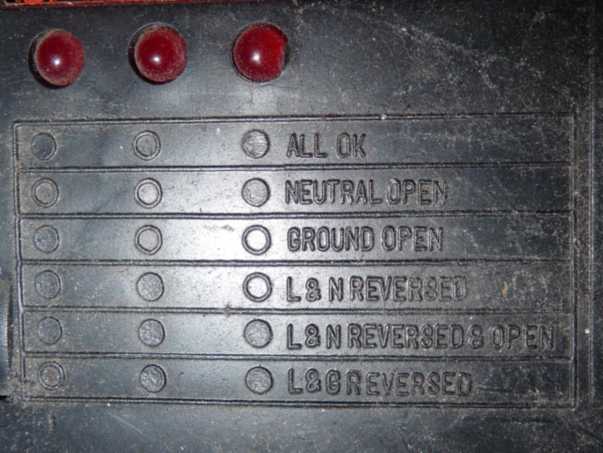 ALL OK
NEUTRAL OPEN
GROUND OPEN
L & N REVERSED
L & N REVERSED & OPEN
L & G REVERSED